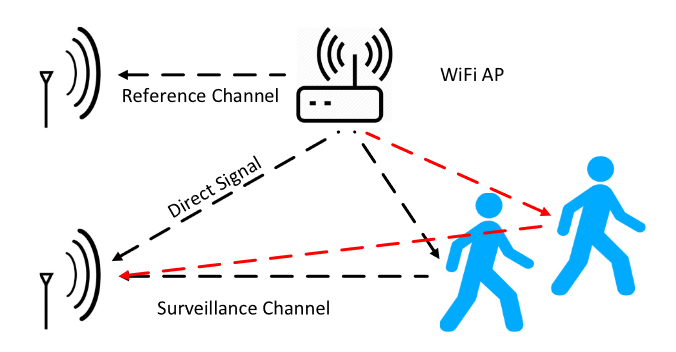 WiFi AP
Reference Channel
Direct Signal
Surveillance Channel